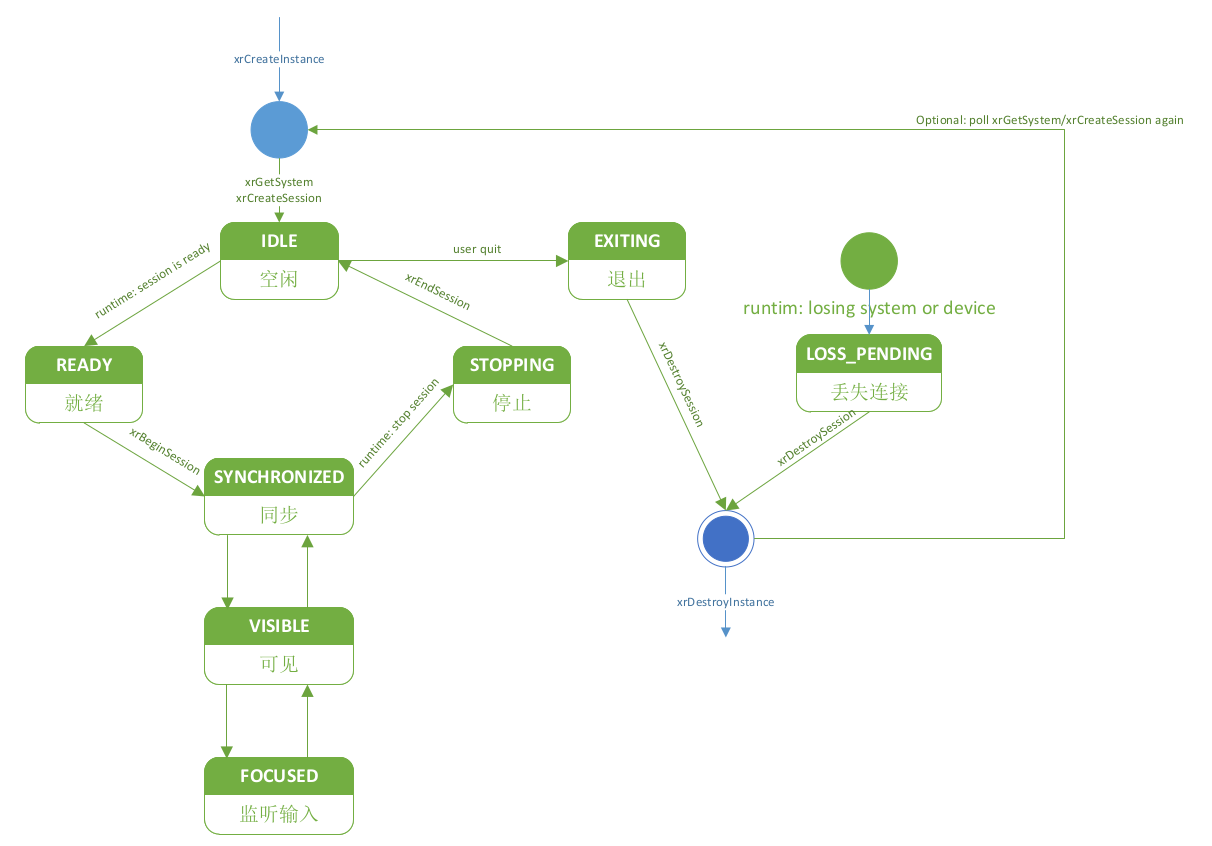 xrCreateInstance
Optional: poll xrGetSystem/xrCreateSession again
xrGetSystem
xrCreateSession
IDLE
空闲
user quit
EXITING
退出
runtime: session is ready
xrEndSession
runtim: losing system or device
READY
就绪
STOPPING
停止
LOSS_PENDING
丢失连接
xrDestroySession
xrDestroySession
xrBeginSession
runtime: stop session
SYNCHRONIZED
同步
xrDestroyInstance
VISIBLE
可见
FOCUSED
监听输入